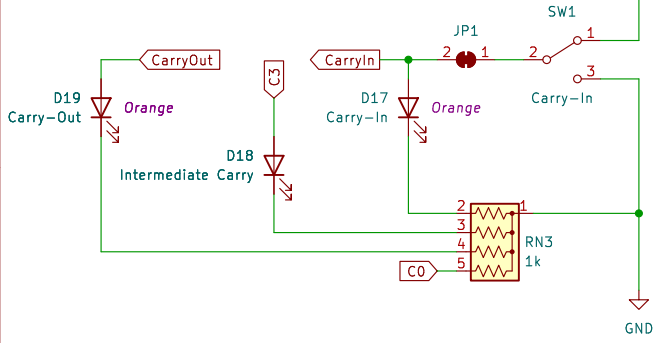 SW1
JP1
1
CarryOut
CarryIn
2 1
2
C3
3
D19
Carry-Out
Orange
D17
Carry-In
Orange
Carry-In
D18
Intermediate Carry
2 1
3
4
5
RN3
1k
C0
GND